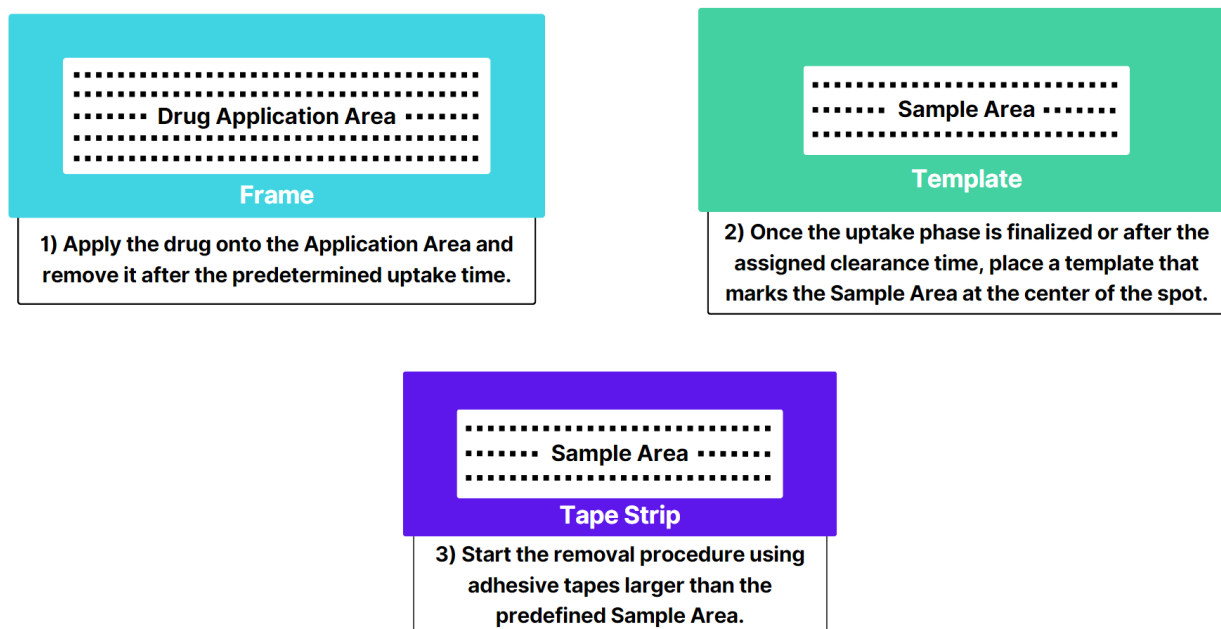 Drug Application Area
Frame
1) Apply the drug onto the Application Area and
remove it after the predetermined uptake time.
Sample Area
Template
2) Once the uptake phase is finalized or after the
assigned clearance time, place a template that
marks the Sample Area at the center of the spot.
Sample Area
Tape Strip
3) Start the removal procedure using
adhesive tapes larger than the
predefined Sample Area.